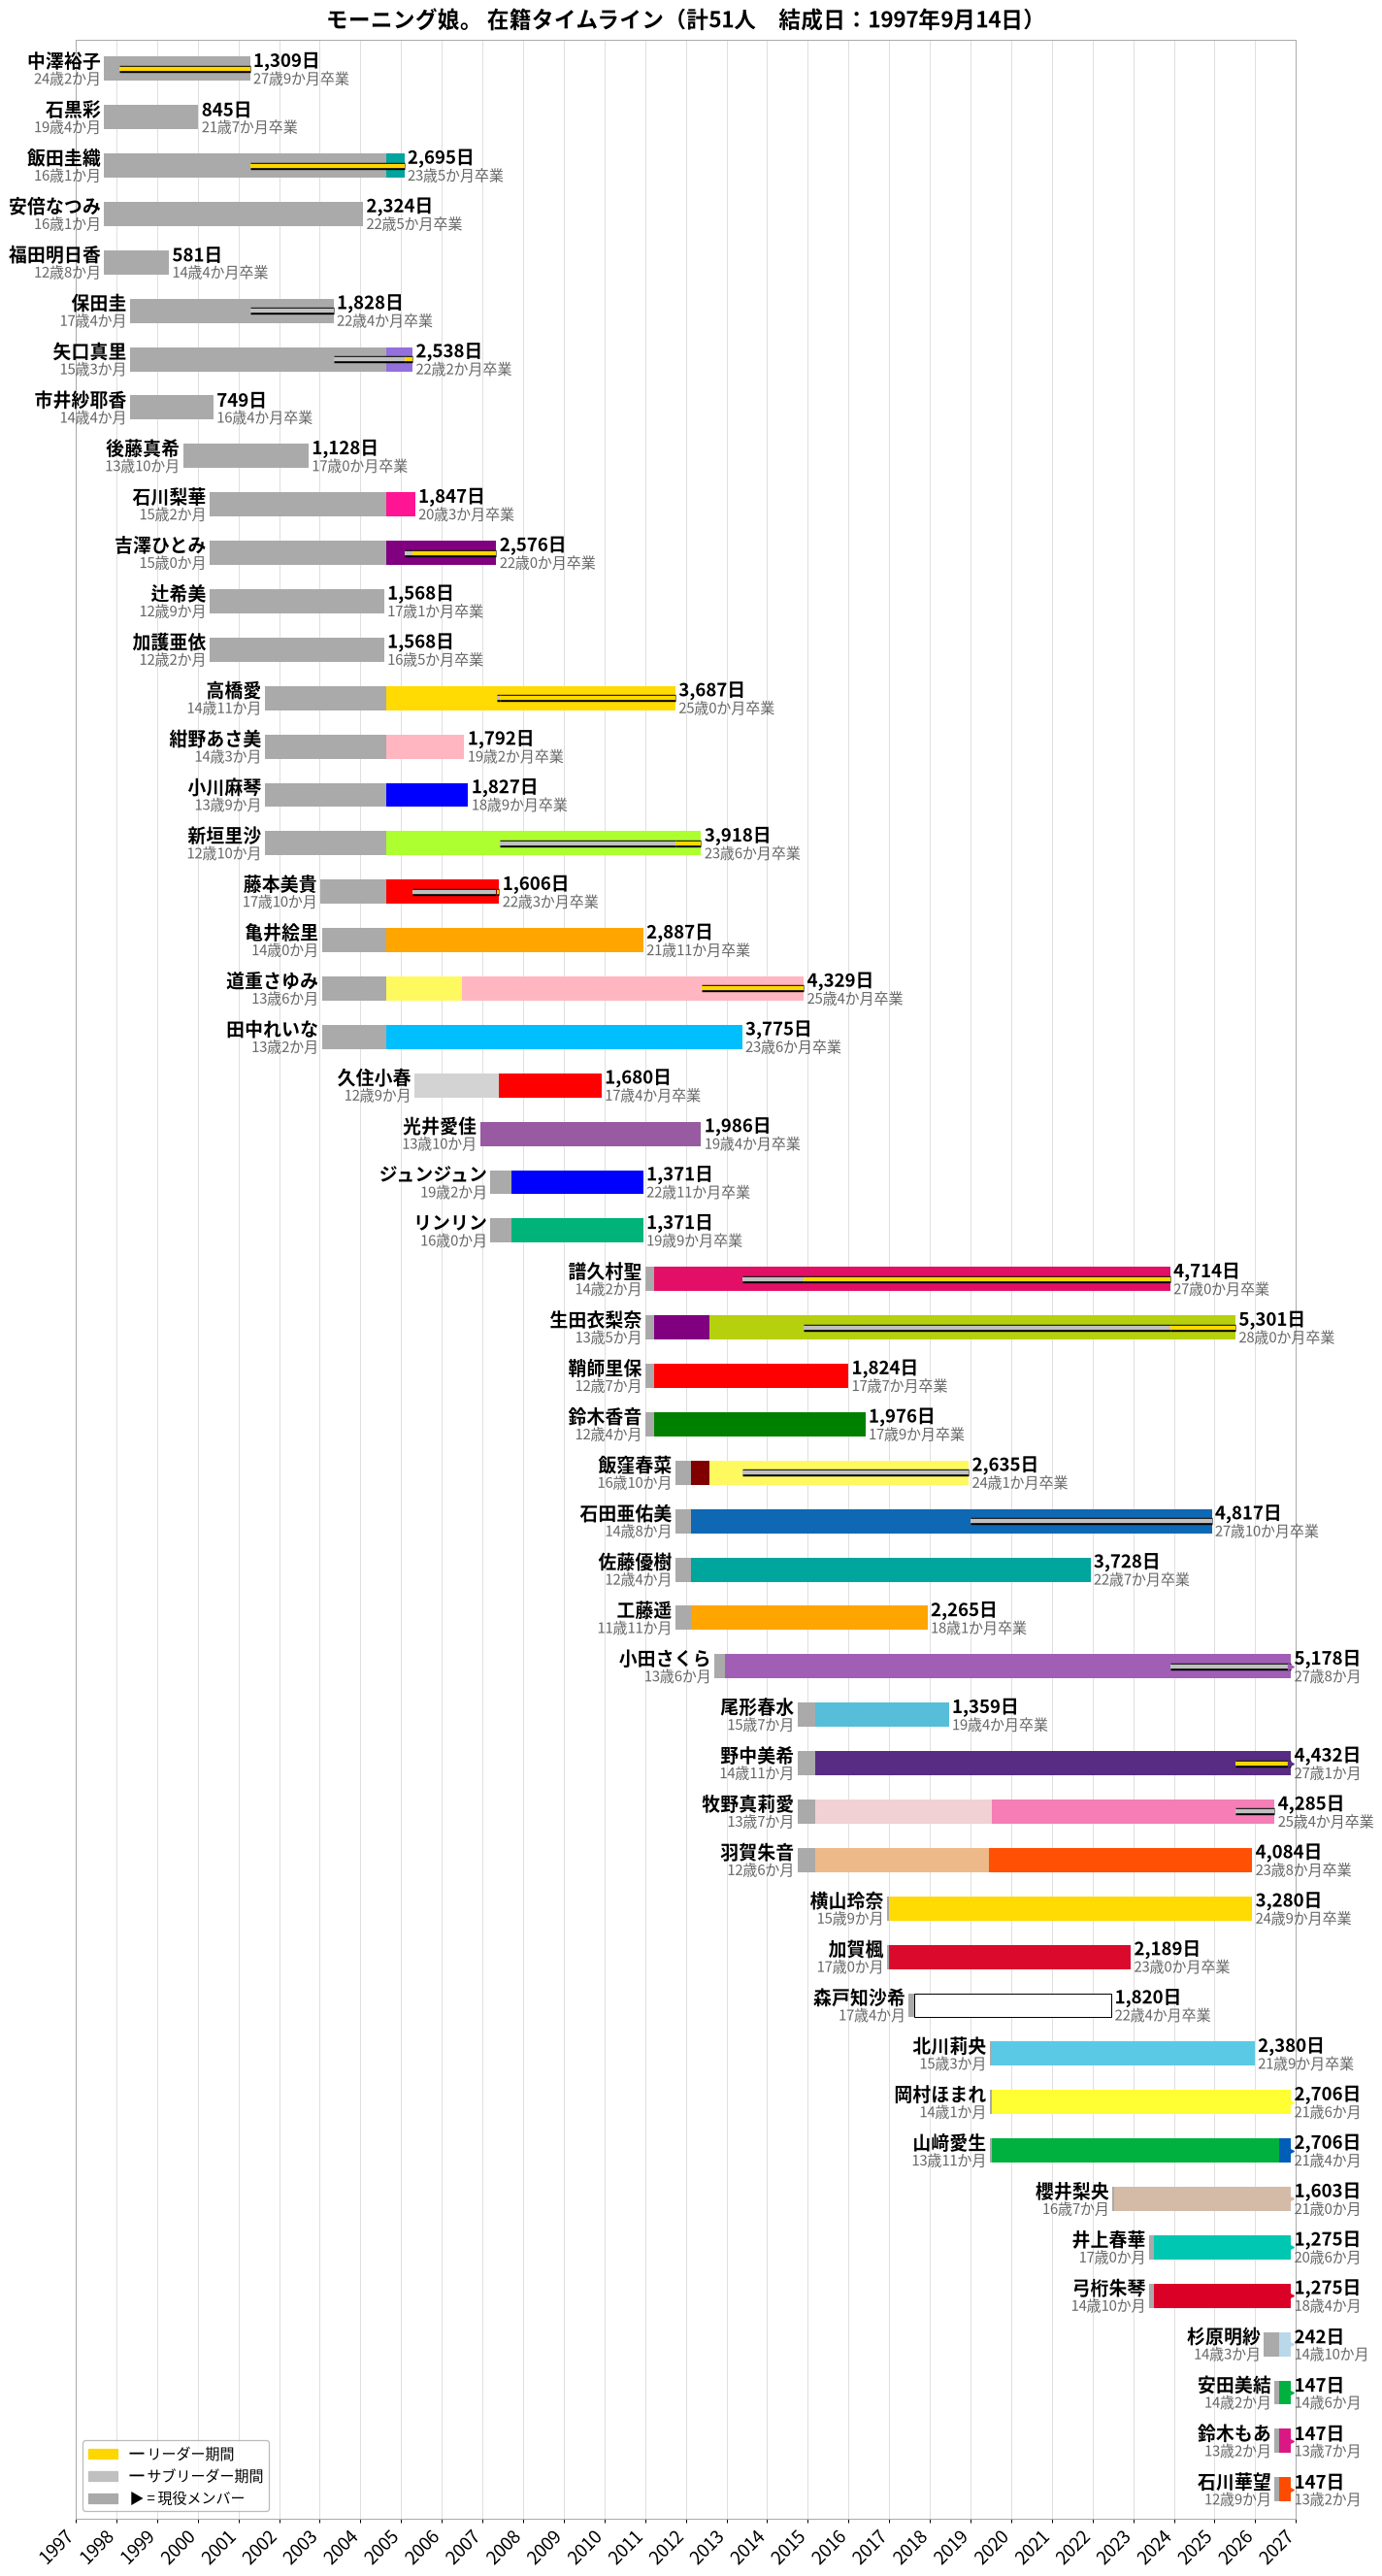 モーニング娘。 在籍タイムライン（計51人　結成日：1997年9月14日）
中澤裕子 1,309日
24歳2か月 27歳9か月卒業
石黒彩 845日
19歳4か月 21歳7か月卒業
飯田圭織 2,695日
16歳1か月 23歳5か月卒業
安倍なつみ 2,324日
16歳1か月 22歳5か月卒業
福田明日香 581日
12歳8か月 14歳4か月卒業
保田圭 1,828日
17歳4か月 22歳4か月卒業
矢口真里 2,538日
15歳3か月 22歳2か月卒業
市井紗耶香 749日
14歳4か月 16歳4か月卒業
後藤真希 1,128日
13歳10か月 17歳0か月卒業
石川梨華 1,847日
15歳2か月 20歳3か月卒業
吉澤ひとみ 2,576日
15歳0か月 22歳0か月卒業
辻希美 1,568日
12歳9か月 17歳1か月卒業
加護亜依 1,568日
12歳2か月 16歳5か月卒業
高橋愛 3,687日
14歳11か月 25歳0か月卒業
紺野あさ美 1,792日
14歳3か月 19歳2か月卒業
小川麻琴 1,827日
13歳9か月 18歳9か月卒業
新垣里沙 3,918日
12歳10か月 23歳6か月卒業
藤本美貴 1,606日
17歳10か月 22歳3か月卒業
亀井絵里 2,887日
14歳0か月 21歳11か月卒業
道重さゆみ 4,329日
13歳6か月 25歳4か月卒業
田中れいな 3,775日
13歳2か月 23歳6か月卒業
久住小春 1,680日
12歳9か月 17歳4か月卒業
光井愛佳 1,986日
13歳10か月 19歳4か月卒業
ジュンジュン 1,371日
19歳2か月 22歳11か月卒業
リンリン 1,371日
16歳0か月 19歳9か月卒業
譜久村聖 4,714日
14歳2か月 27歳0か月卒業
生田衣梨奈 5,301日
13歳5か月 28歳0か月卒業
鞘師里保 1,824日
12歳7か月 17歳7か月卒業
鈴木香音 1,976日
12歳4か月 17歳9か月卒業
飯窪春菜 2,635日
16歳10か月 24歳1か月卒業
石田亜佑美 4,817日
14歳8か月 27歳10か月卒業
佐藤優樹 3,728日
12歳4か月 22歳7か月卒業
工藤遥 2,265日
11歳11か月 18歳1か月卒業
小田さくら 5,178日
13歳6か月 27歳8か月
尾形春水 1,359日
15歳7か月 19歳4か月卒業
野中美希 4,432日
14歳11か月 27歳1か月
牧野真莉愛 4,285日
13歳7か月 25歳4か月卒業
羽賀朱音 4,084日
12歳6か月 23歳8か月卒業
横山玲奈 3,280日
15歳9か月 24歳9か月卒業
加賀楓 2,189日
17歳0か月 23歳0か月卒業
森戸知沙希 1,820日
17歳4か月 22歳4か月卒業
北川莉央 2,380日
15歳3か月 21歳9か月卒業
岡村ほまれ 2,706日
14歳1か月 21歳6か月
山﨑愛生 2,706日
13歳11か月 21歳4か月
櫻井梨央 1,603日
16歳7か月 21歳0か月
井上春華 1,275日
17歳0か月 20歳6か月
弓桁朱琴 1,275日
14歳10か月 18歳4か月
杉原明紗 242日
14歳3か月 14歳10か月
安田美結 147日
14歳2か月 14歳6か月
鈴木もあ 147日
13歳2か月 13歳7か月
石川華望 147日
12歳9か月 13歳2か月
━ リーダー期間
━ サブリーダー期間
▶ = 現役メンバー
1997 1998 1999 2000 2001 2002 2003 2004 2005 2006 2007 2008 2009 2010 2011 2012 2013 2014 2015 2016 2017 2018 2019 2020 2021 2022 2023 2024 2025 2026 2027